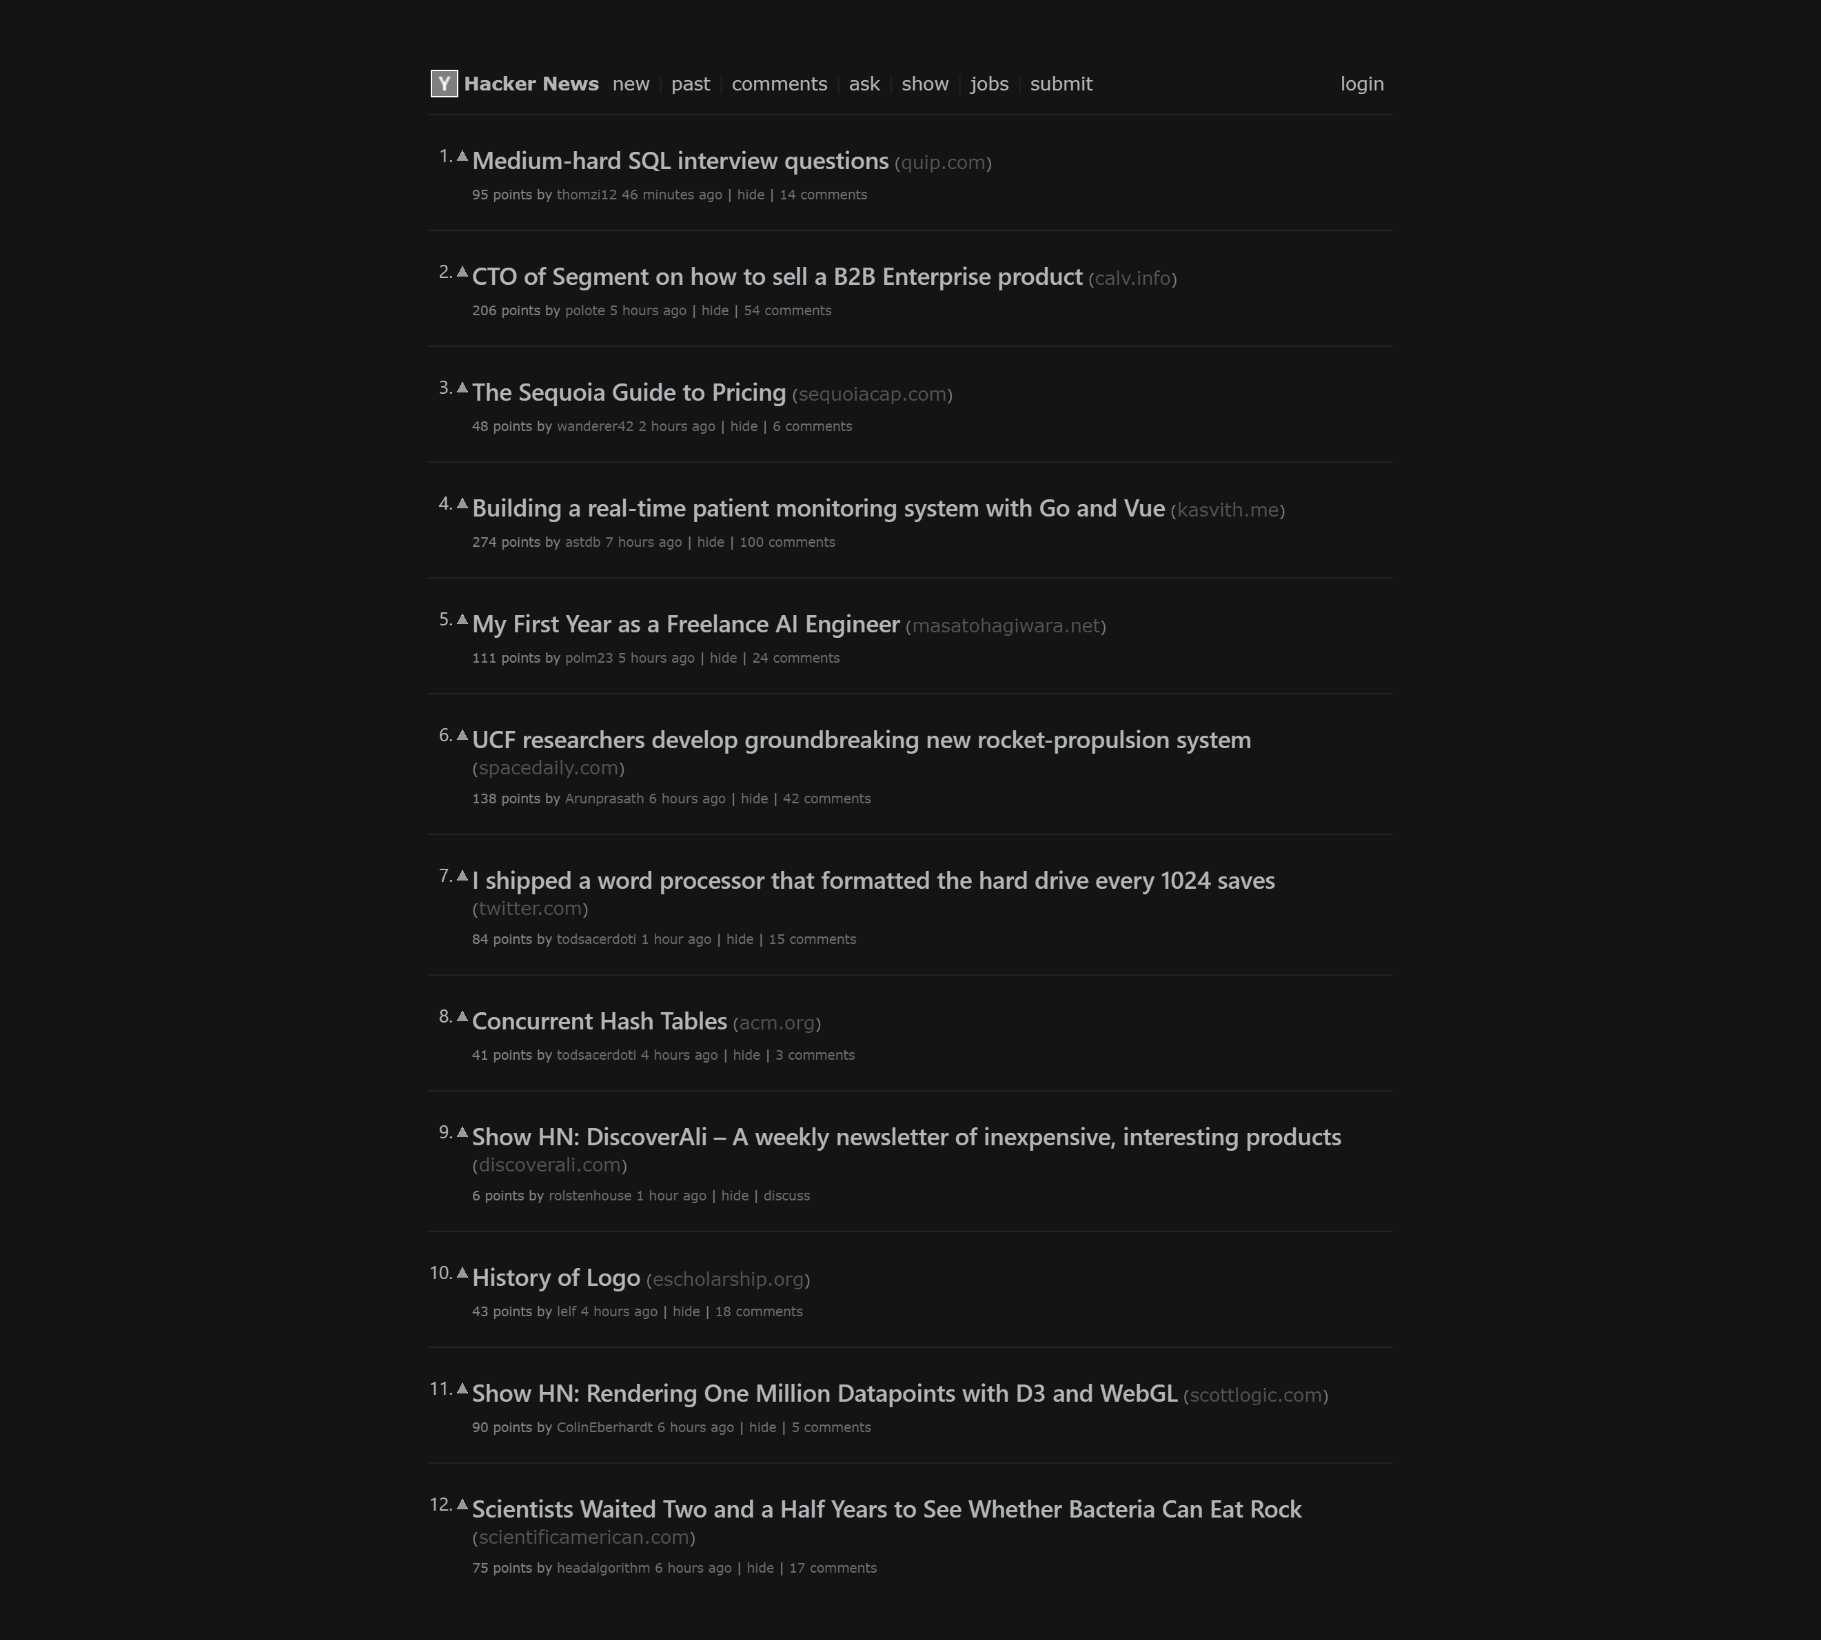 Y Hacker News new | past | comments | ask | show | jobs | submit login
1. ▲ Medium-hard SQL interview questions (quip.com)
95 points by thomzi12 46 minutes ago | hide | 14 comments
2. ▲ CTO of Segment on how to sell a B2B Enterprise product (calv.info)
206 points by polote 5 hours ago | hide | 54 comments
3. ▲ The Sequoia Guide to Pricing (sequoiacap.com)
48 points by wanderer42 2 hours ago | hide | 6 comments
4. ▲ Building a real-time patient monitoring system with Go and Vue (kasvith.me)
274 points by astdb 7 hours ago | hide | 100 comments
5. ▲ My First Year as a Freelance AI Engineer (masatohagiwara.net)
111 points by polm23 5 hours ago | hide | 24 comments
6. ▲ UCF researchers develop groundbreaking new rocket-propulsion system
(spacedaily.com)
138 points by Arunprasath 6 hours ago | hide | 42 comments
7. ▲ I shipped a word processor that formatted the hard drive every 1024 saves
(twitter.com)
84 points by todsacerdoti 1 hour ago | hide | 15 comments
8. ▲ Concurrent Hash Tables (acm.org)
41 points by todsacerdoti 4 hours ago | hide | 3 comments
9. ▲ Show HN: DiscoverAli – A weekly newsletter of inexpensive, interesting products
(discoverali.com)
6 points by rolstenhouse 1 hour ago | hide | discuss
10. ▲ History of Logo (escholarship.org)
43 points by lelf 4 hours ago | hide | 18 comments
11. ▲ Show HN: Rendering One Million Datapoints with D3 and WebGL (scottlogic.com)
90 points by ColinEberhardt 6 hours ago | hide | 5 comments
12. ▲ Scientists Waited Two and a Half Years to See Whether Bacteria Can Eat Rock
(scientificamerican.com)
75 points by headalgorithm 6 hours ago | hide | 17 comments